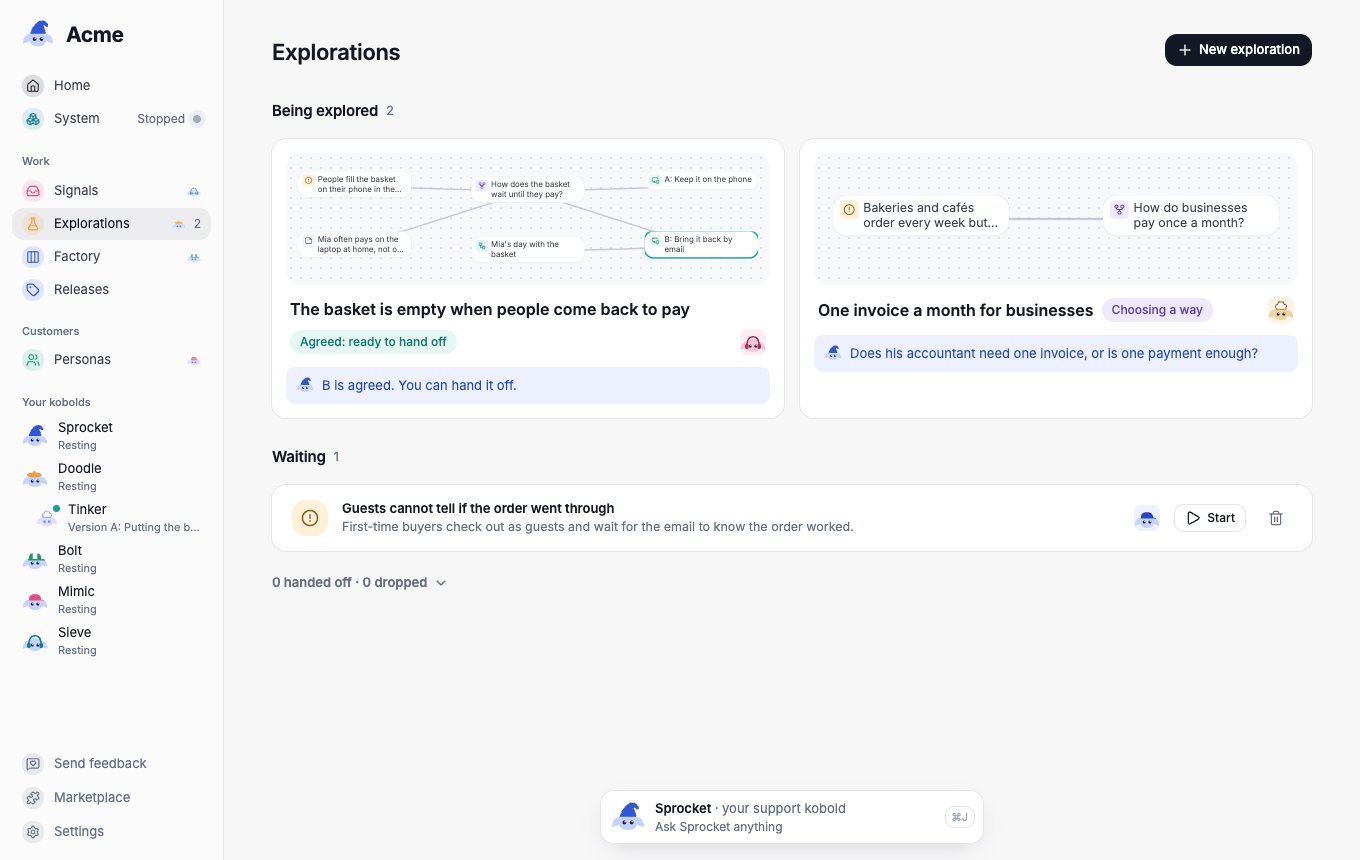 Acme
Home
System
Stopped
Work
Signals
Explorations
2
Factory
Releases
Customers
Personas
Your kobolds
Sprocket
Resting
Doodle
Resting
Tinker
Version A: Putting the b...
Bolt
Resting
Mimic
Resting
Sieve
Resting
Send feedback
Marketplace
Settings
Explorations
New exploration
Being explored 2
People fill the basket
on their phone in the...
How does the basket
wait until they pay?
A: Keep it on the phone
Mia often pays on the
laptop at home, not o...
Mia's day with the
basket
B: Bring it back by
email
The basket is empty when people come back to pay
Agreed: ready to hand off
B is agreed. You can hand it off.
Bakeries and cafés
order every week but...
How do businesses
pay once a month?
One invoice a month for businesses
Choosing a way
Does his accountant need one invoice, or is one payment enough?
Waiting 1
Guests cannot tell if the order went through
First-time buyers check out as guests and wait for the email to know the order worked.
Start
0 handed off · 0 dropped
Sprocket · your support kobold
Ask Sprocket anything
⌘J